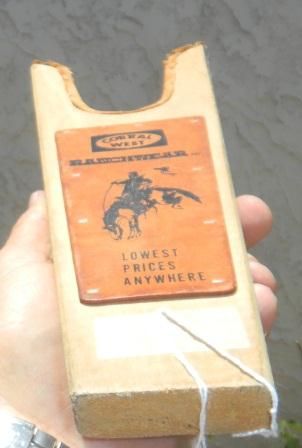 CORRAL
WEST
RANCHWEAR
LOWEST
PRICES
ANYWHERE